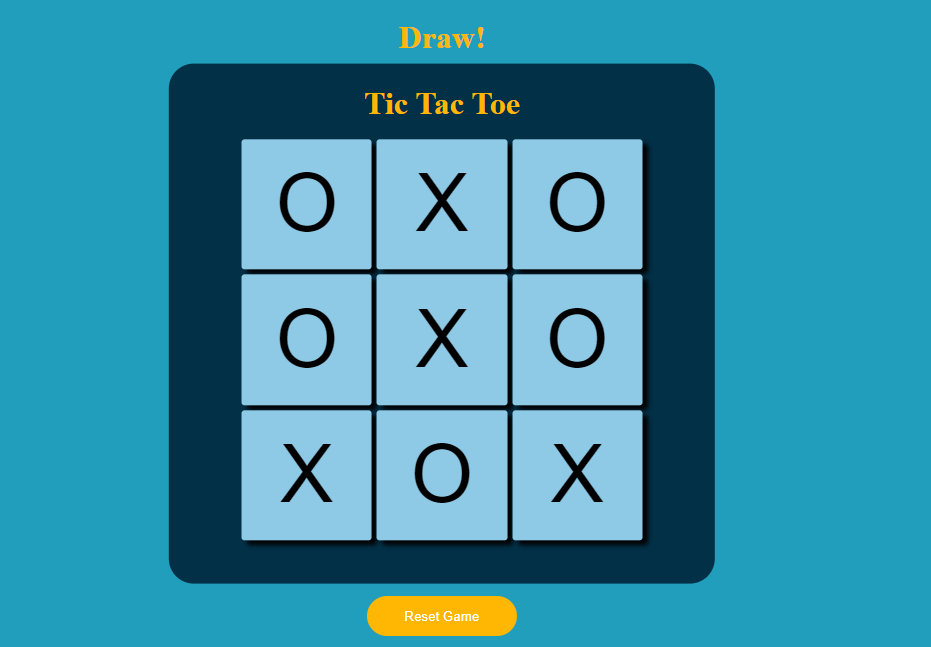 Draw!
Tic Tac Toe
O X O
O X O
X O X
Reset Game